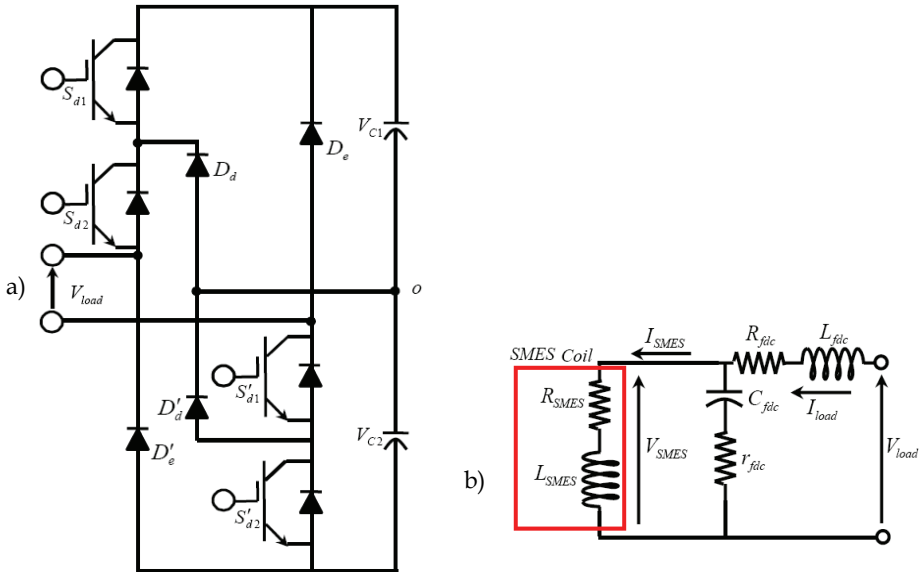 a)
S_{d1}
S_{d2}
V_{load}
D_d
D_e
V_{C1}
o
S'_{d1}
D'_d
D'_e
V_{C2}
S'_{d2}
b)
SMES Coil
I_{SMES}
R_{fdc}
L_{fdc}
R_{SMES}
C_{fdc}
I_{load}
V_{SMES}
r_{fdc}
V_{load}
L_{SMES}